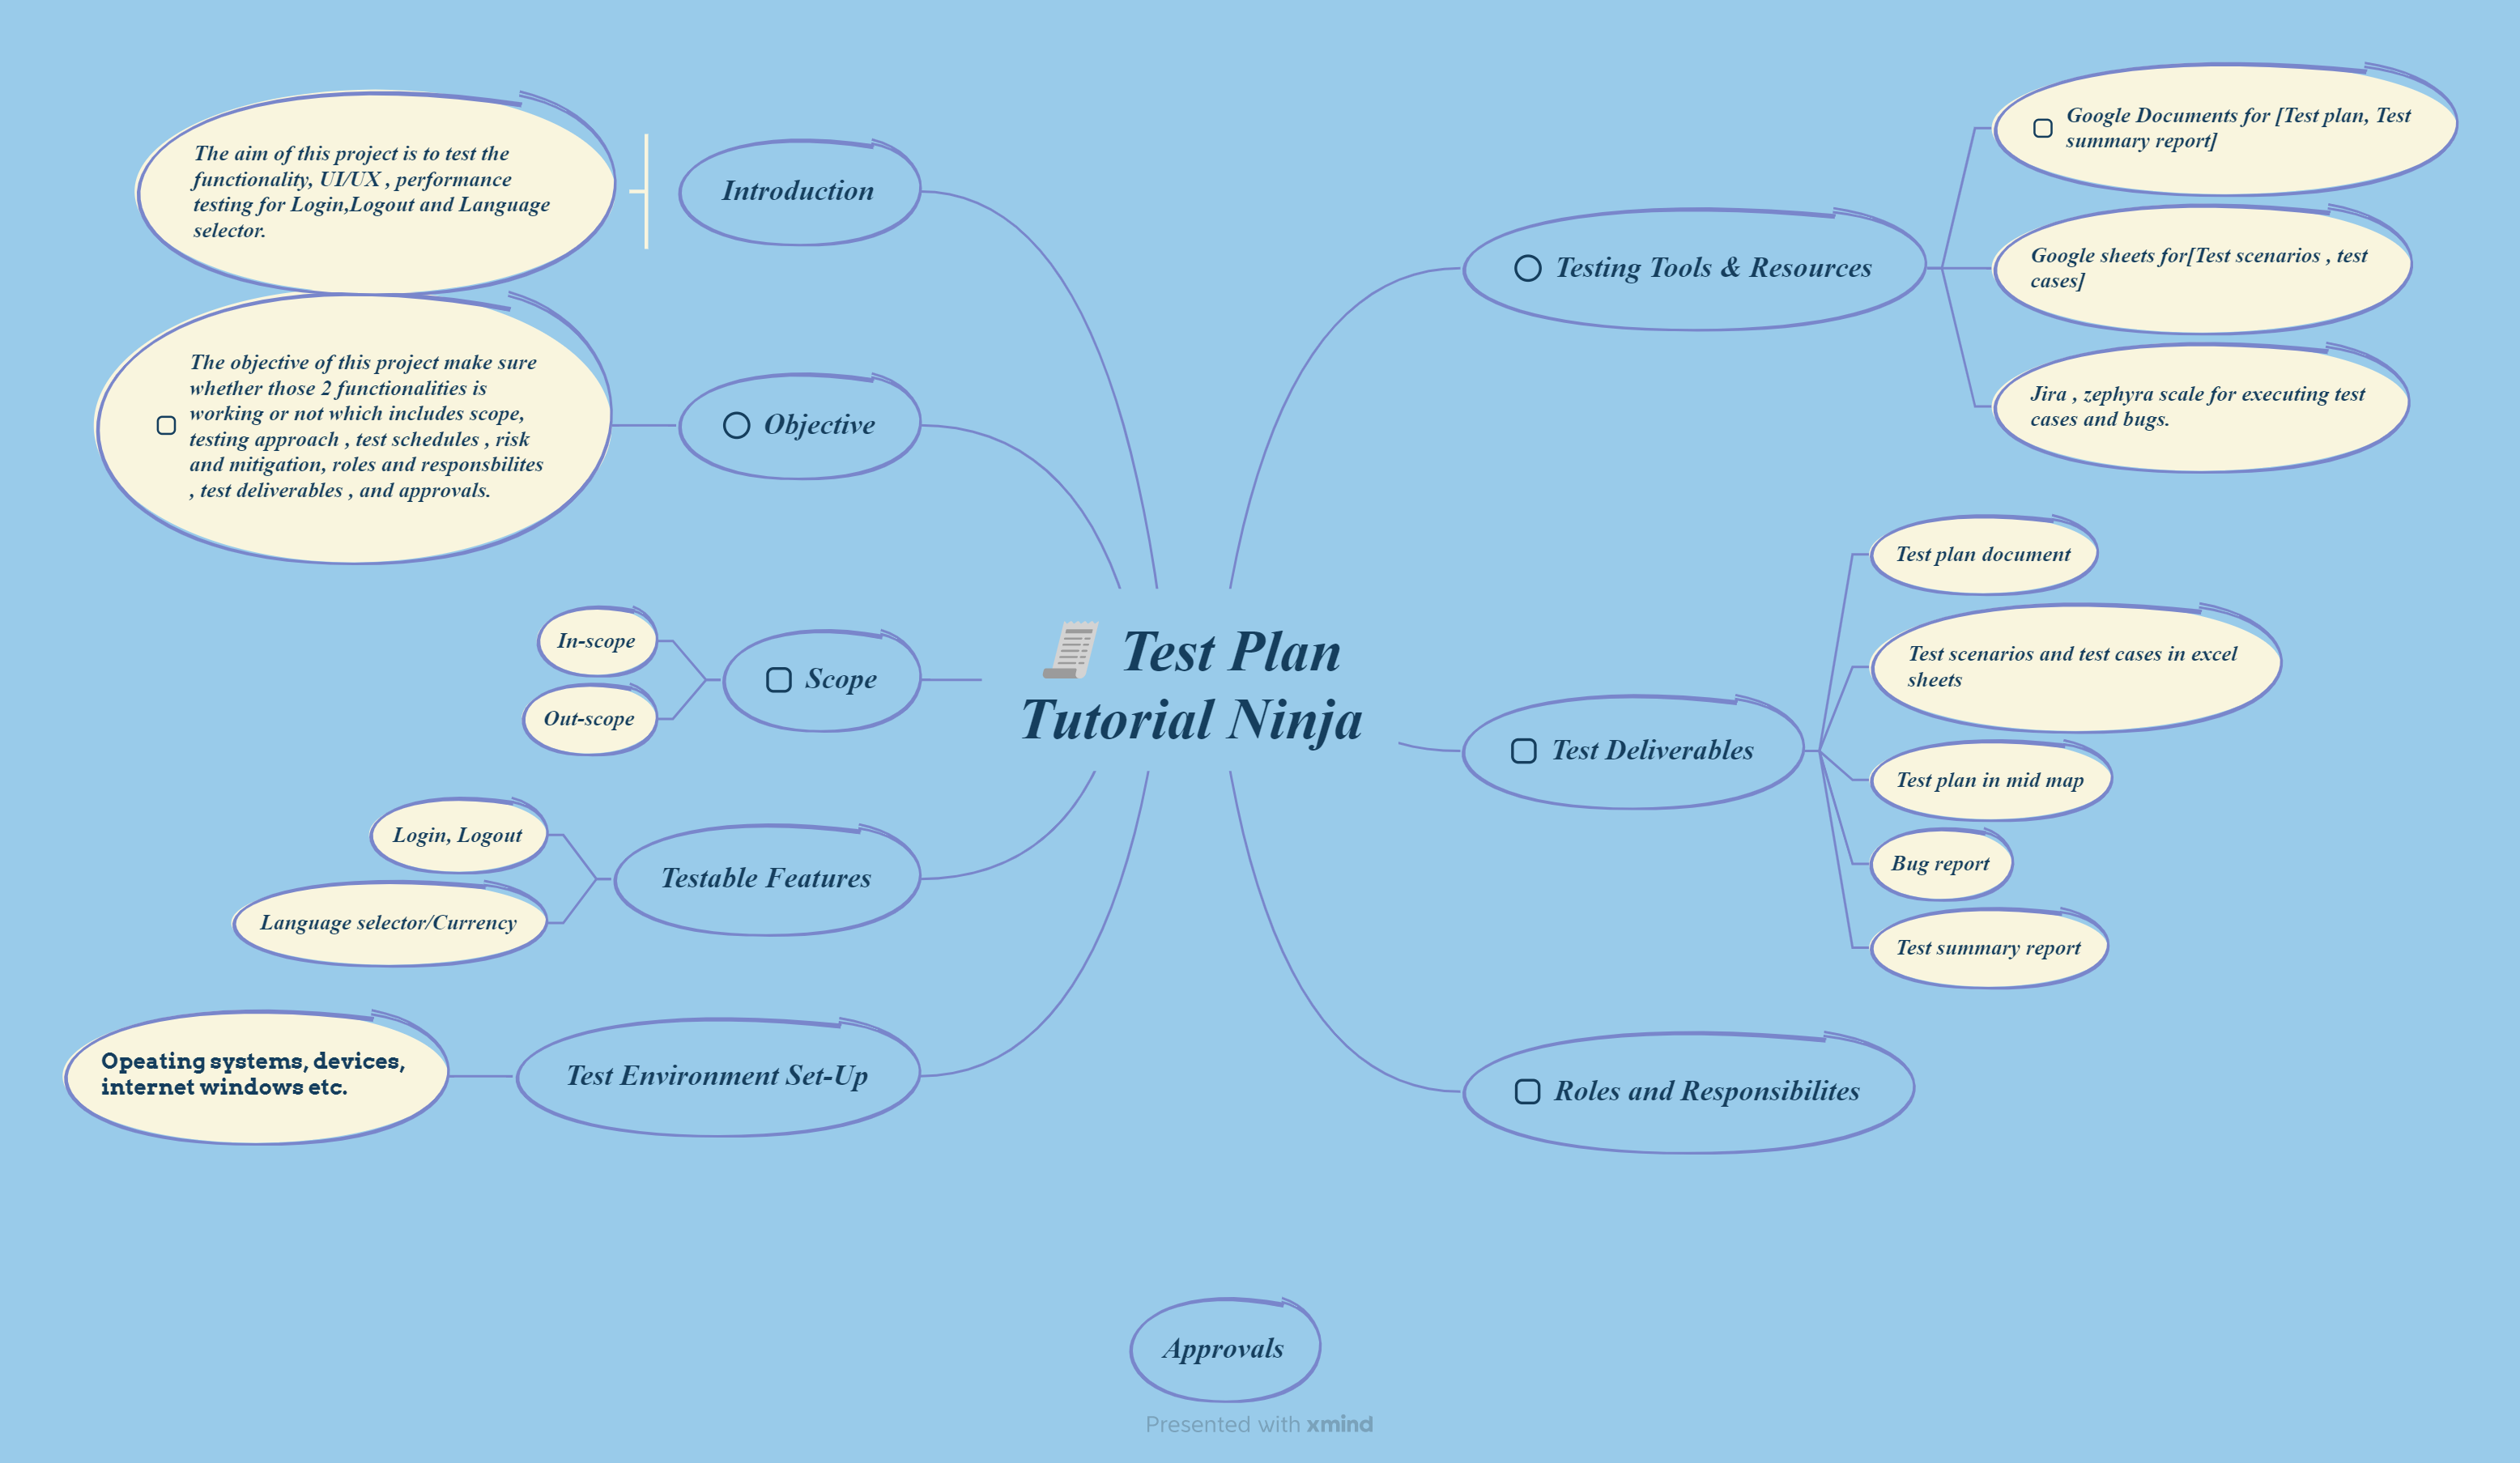 The aim of this project is to test the
functionality, UI/UX , performance
testing for Login,Logout and Language
selector.
Introduction
The objective of this project make sure
whether those 2 functionalities is
working or not which includes scope,
testing approach , test schedules , risk
and mitigation, roles and responsbilites
, test deliverables , and approvals.
Objective
In-scope
Out-scope
Scope
Login, Logout
Language selector/Currency
Testable Features
Opeating systems, devices,
internet windows etc.
Test Environment Set-Up
Test Plan
Tutorial Ninja
Testing Tools & Resources
Google Documents for [Test plan, Test
summary report]
Google sheets for[Test scenarios , test
cases]
Jira , zephyra scale for executing test
cases and bugs.
Test Deliverables
Test plan document
Test scenarios and test cases in excel
sheets
Test plan in mid map
Bug report
Test summary report
Roles and Responsibilites
Approvals
Presented with xmind